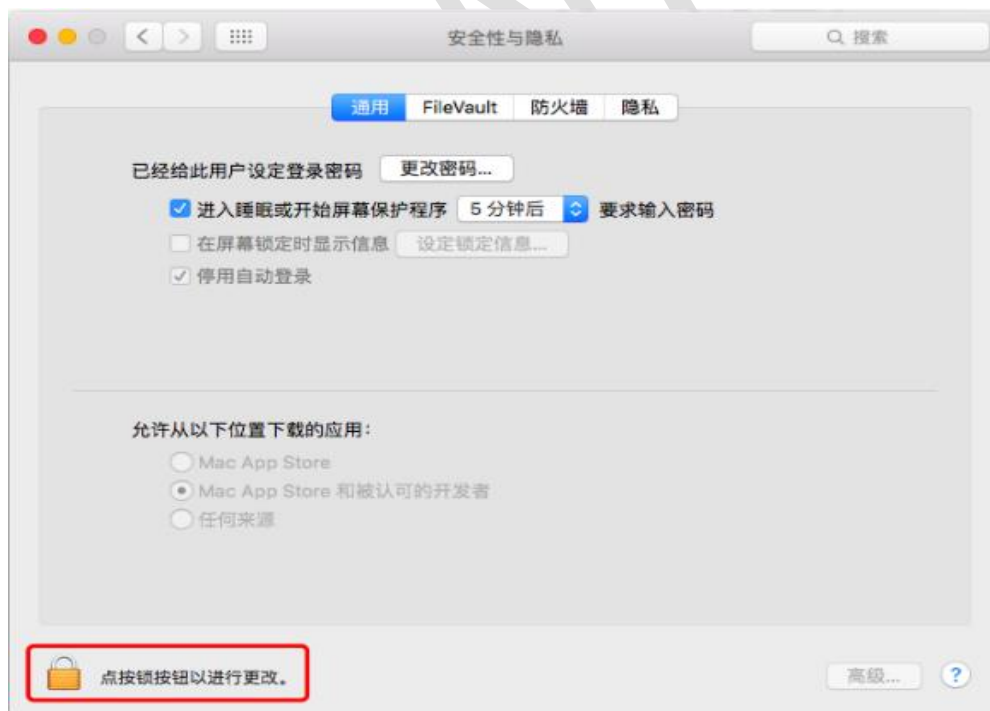 安全性与隐私 搜索
通用 FileVault 防火墙 隐私
已经给此用户设定登录密码 更改密码...
进入睡眠或开始屏幕保护程序 5 分钟后 要求输入密码
在屏幕锁定时显示信息 设定锁定信息...
停用自动登录
允许从以下位置下载的应用：
Mac App Store
Mac App Store 和被认可的开发者
任何来源
点按锁按钮以进行更改。
高级... ?